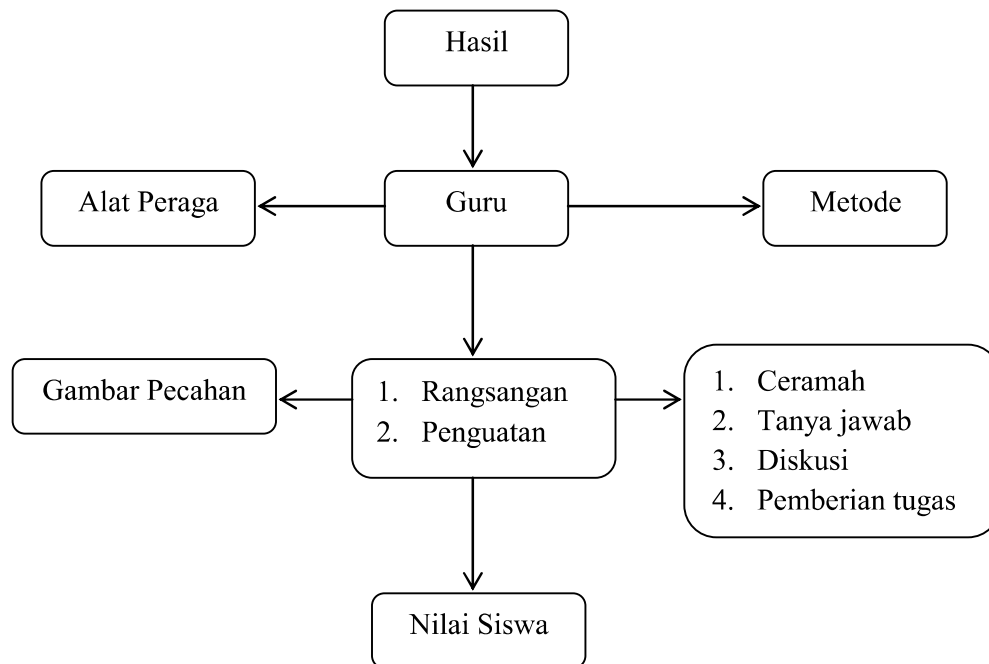 Hasil
Alat Peraga
Guru
Metode
Gambar Pecahan
1. Rangsangan
2. Penguatan
1. Ceramah
2. Tanya jawab
3. Diskusi
4. Pemberian tugas
Nilai Siswa